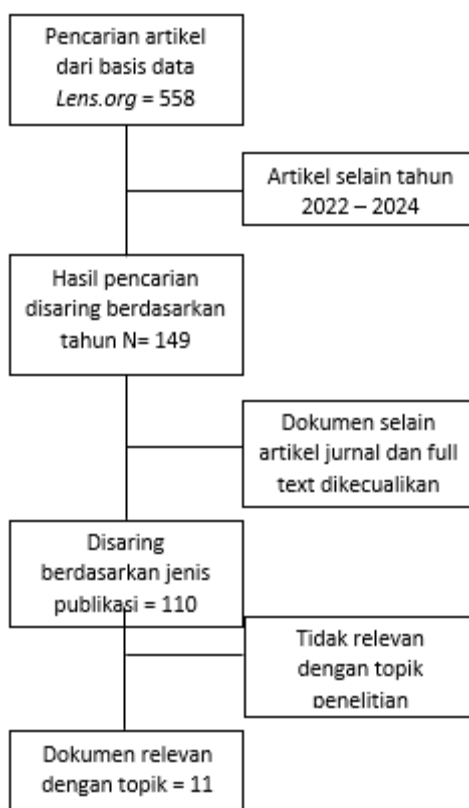 Pencarian artikel
dari basis data
Lens.org = 558
Artikel selain tahun
2022 – 2024
Hasil pencarian
disaring berdasarkan
tahun N= 149
Dokumen selain
artikel jurnal dan full
text dikecualikan
Disaring
berdasarkan jenis
publikasi = 110
Tidak relevan
dengan topik
penelitian
Dokumen relevan
dengan topik = 11